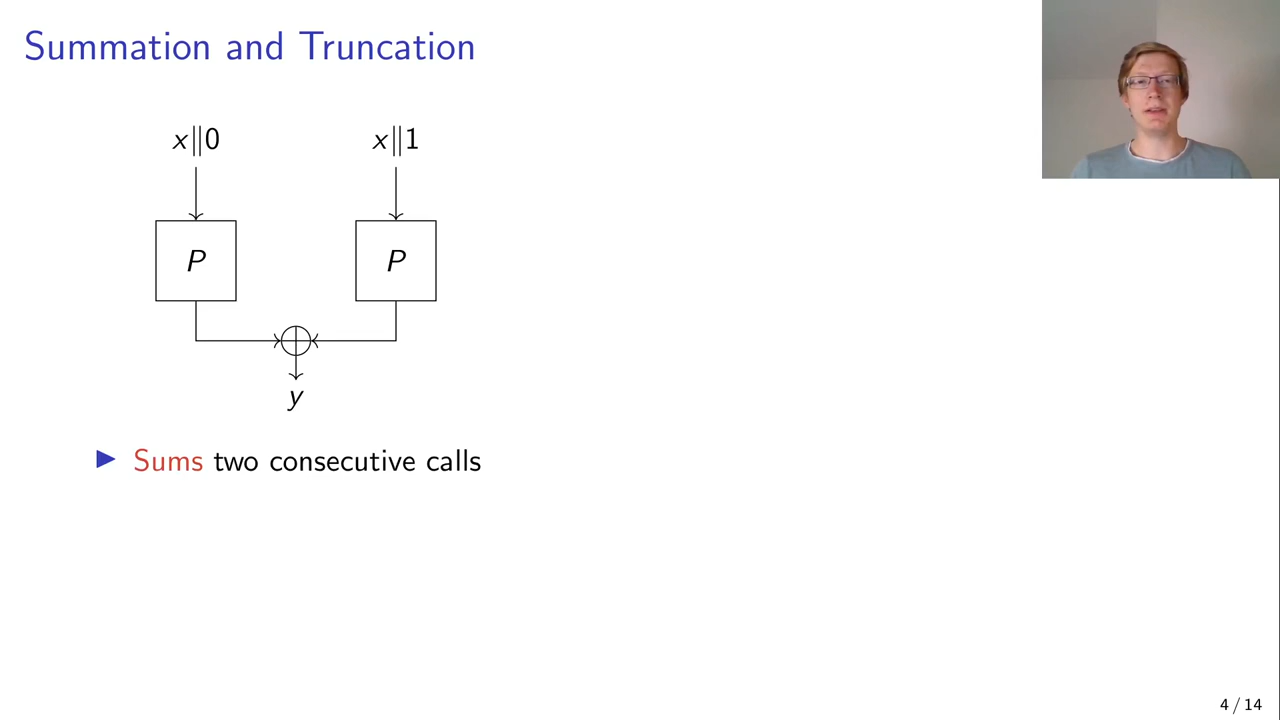 Summation and Truncation
x∥0 x∥1
P P
y
Sums two consecutive calls
4 / 14